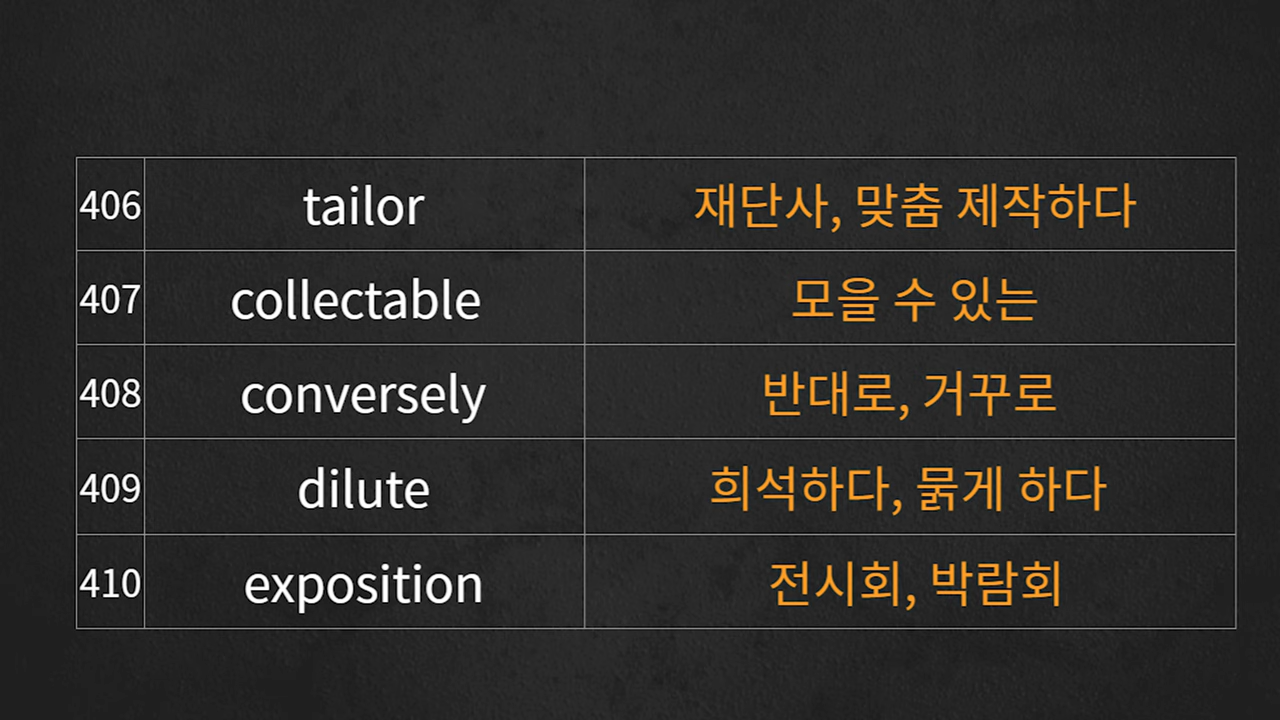 406 tailor 재단사, 맞춤 제작하다
407 collectable 모을 수 있는
408 conversely 반대로, 거꾸로
409 dilute 희석하다, 묽게 하다
410 exposition 전시회, 박람회